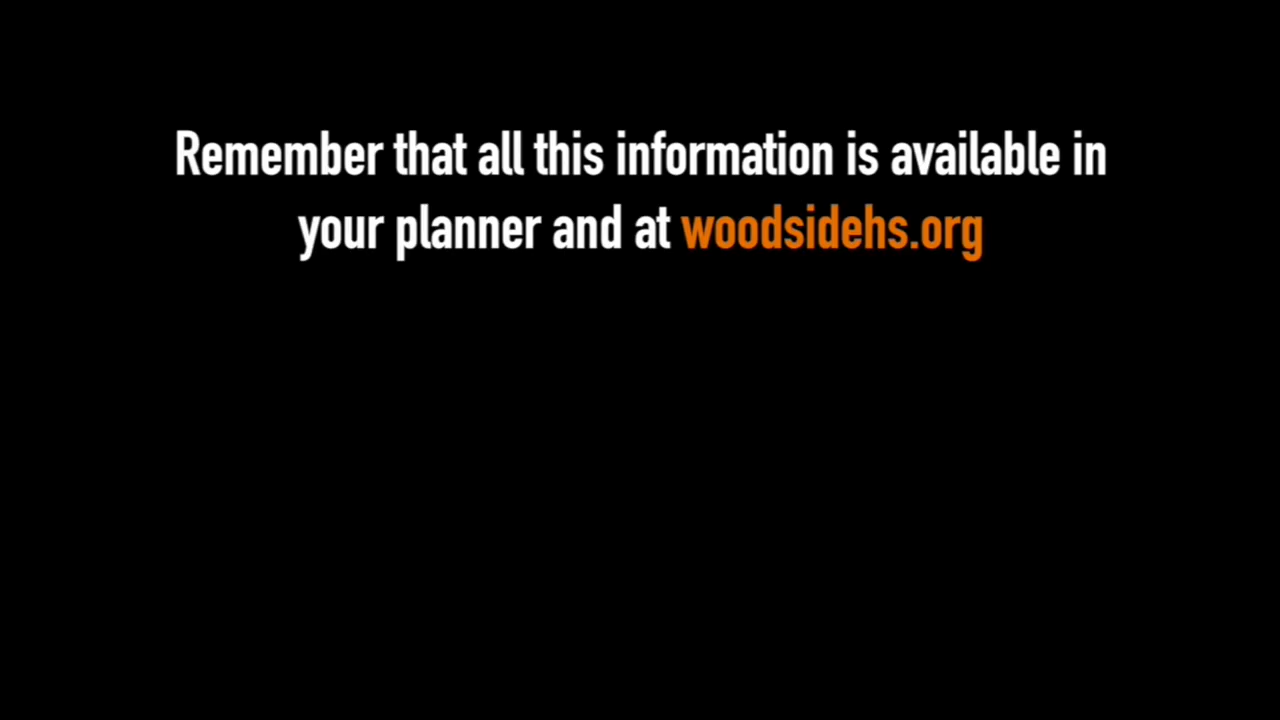 Remember that all this information is available in
your planner and at woodsidehs.org